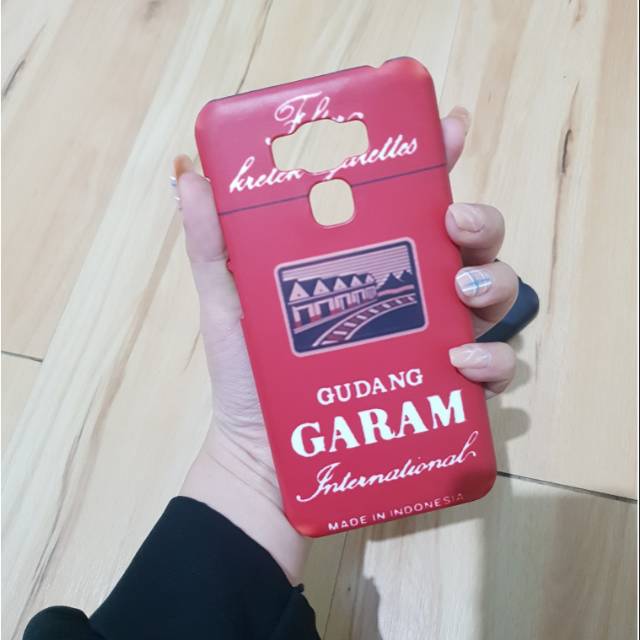 kretek
GUDANG
GARAM
International
MADE IN INDONESIA